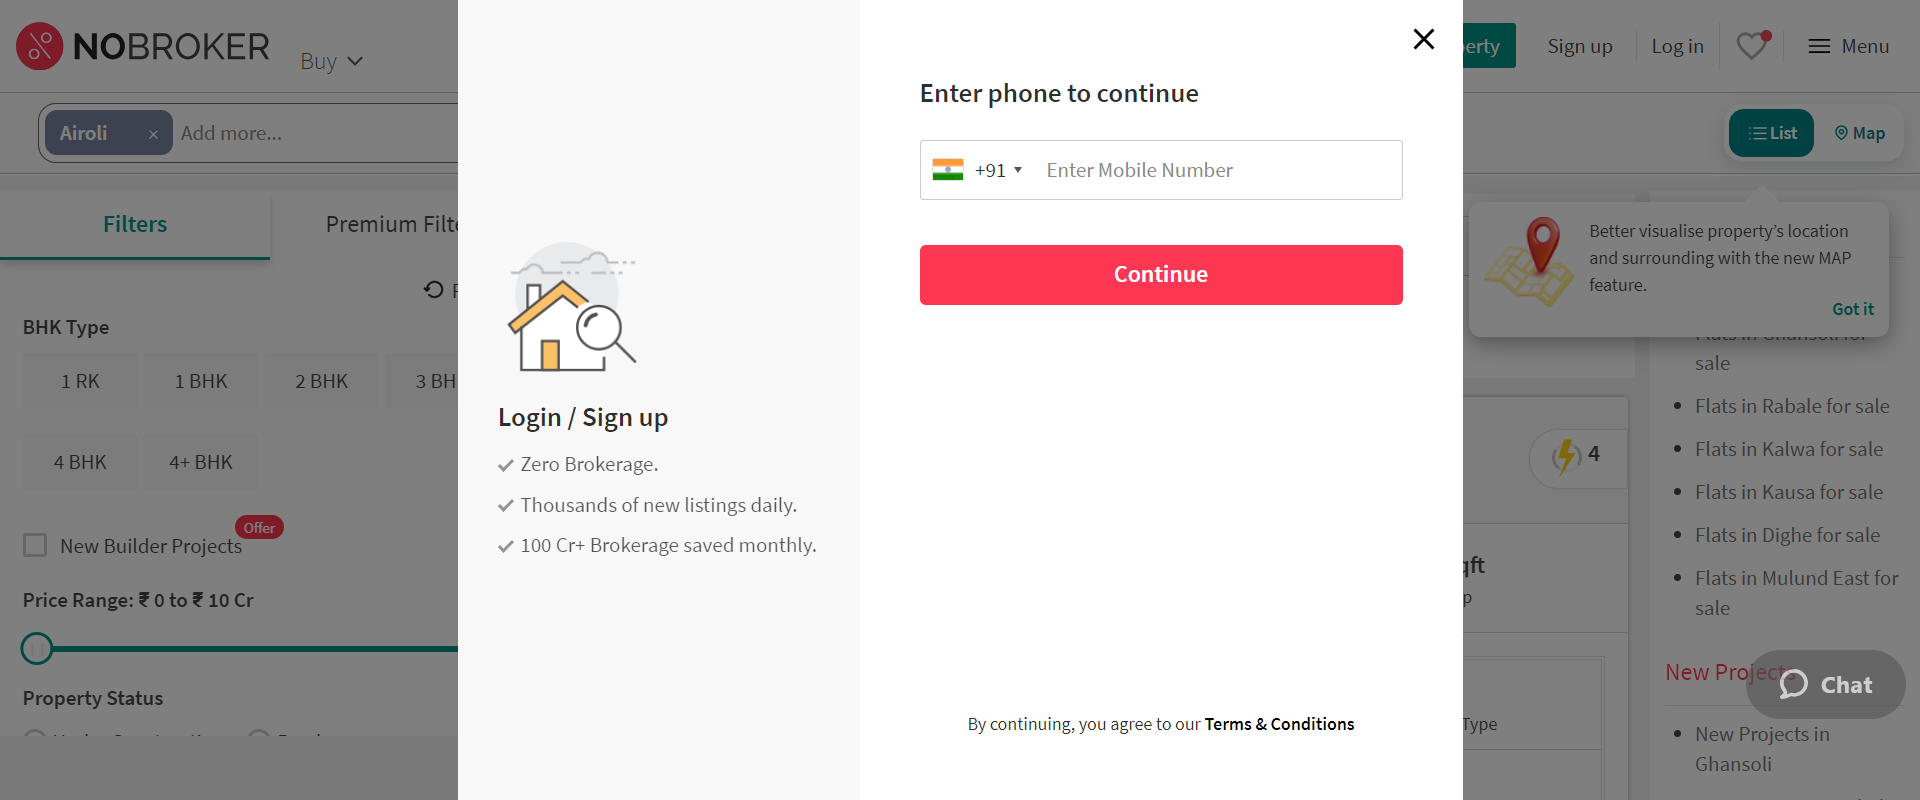 NOBROKER
Buy
Sign up
Log in
Menu
Airoli ×
Add more...
List
Map
Filters
Premium
BHK Type
1 RK
1 BHK
2 BHK
4 BHK
4+ BHK
New Builder Projects
Offer
Price Range: ₹ 0 to ₹ 10 Cr
Property Status
Login / Sign up
Zero Brokerage.
Thousands of new listings daily.
100 Cr+ Brokerage saved monthly.
Enter phone to continue
+91
Enter Mobile Number
Continue
By continuing, you agree to our Terms & Conditions
Better visualise property's location
and surrounding with the new MAP
feature.
Got it
sale
Flats in Rabale for sale
Flats in Kalwa for sale
Flats in Kausa for sale
Flats in Dighe for sale
Flats in Mulund East for
sale
4
Type
New Projects
Chat
New Projects in
Ghansoli